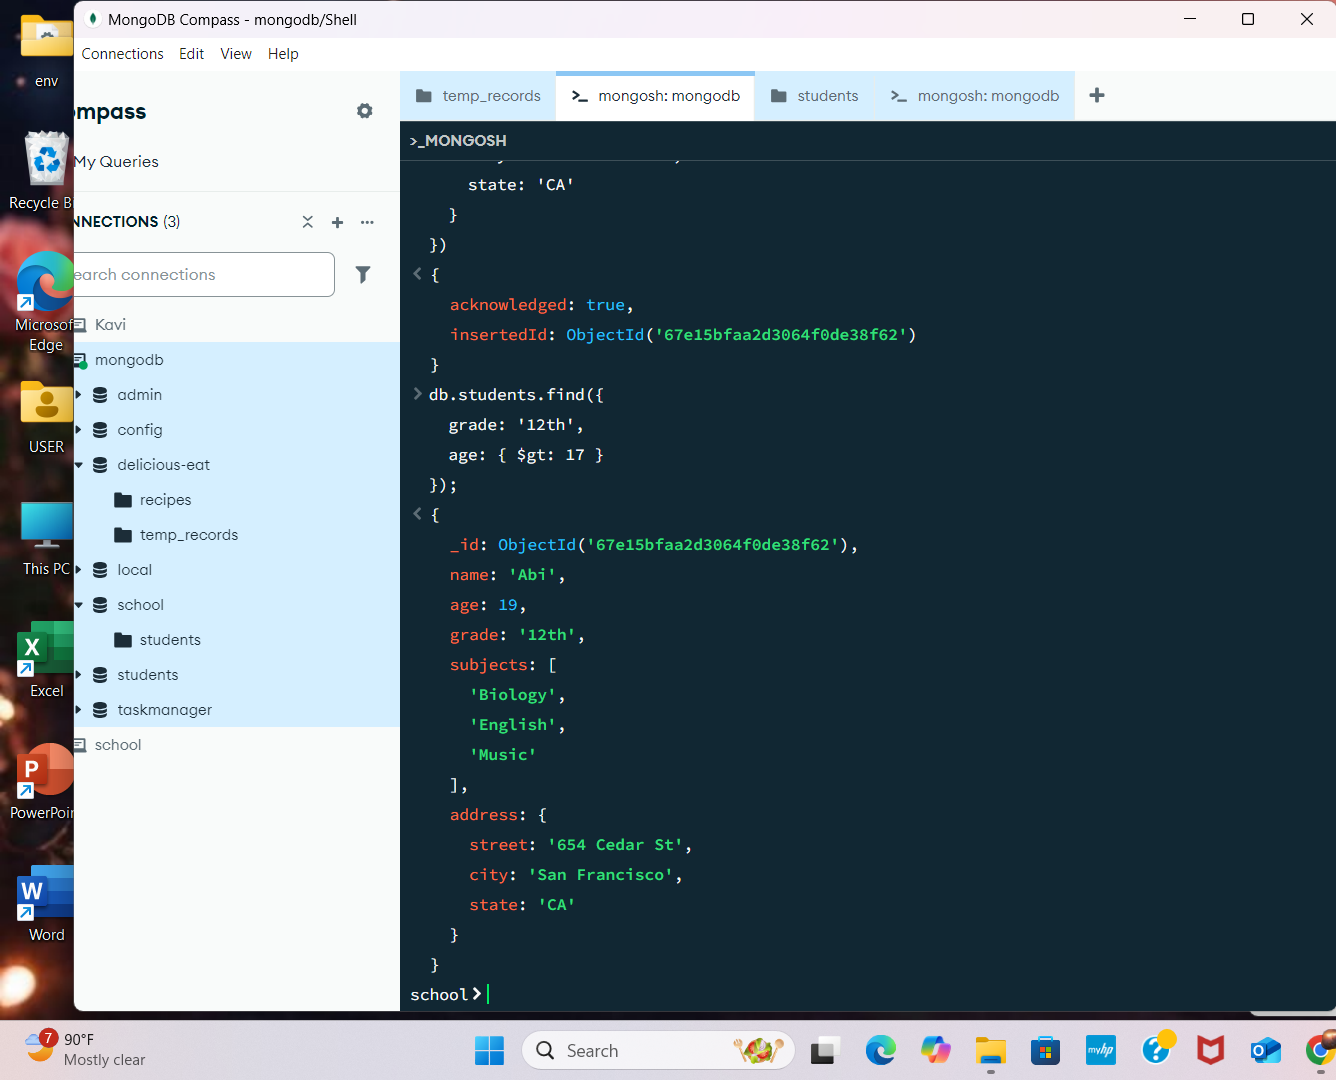 MongoDB Compass - mongodb/Shell
Connections Edit View Help
env
Recycle B
Microsof
Edge
USER
This PC
Excel
PowerPoin
Word
mpass
My Queries
NNECTIONS (3)
earch connections
Kavi
mongodb
admin
config
delicious-eat
recipes
temp_records
local
school
students
students
taskmanager
school
temp_records
mongosh: mongodb
students
mongosh: mongodb
>_MONGOSH
state: 'CA'
}
})
{
acknowledged: true,
insertedId: ObjectId('67e15bfaa2d3064f0de38f62')
}
db.students.find({
grade: '12th',
age: { $gt: 17 }
});
{
_id: ObjectId('67e15bfaa2d3064f0de38f62'),
name: 'Abi',
age: 19,
grade: '12th',
subjects: [
'Biology',
'English',
'Music'
],
address: {
street: '654 Cedar St',
city: 'San Francisco',
state: 'CA'
}
}
school>
7
90°F
Mostly clear
Search
myhp